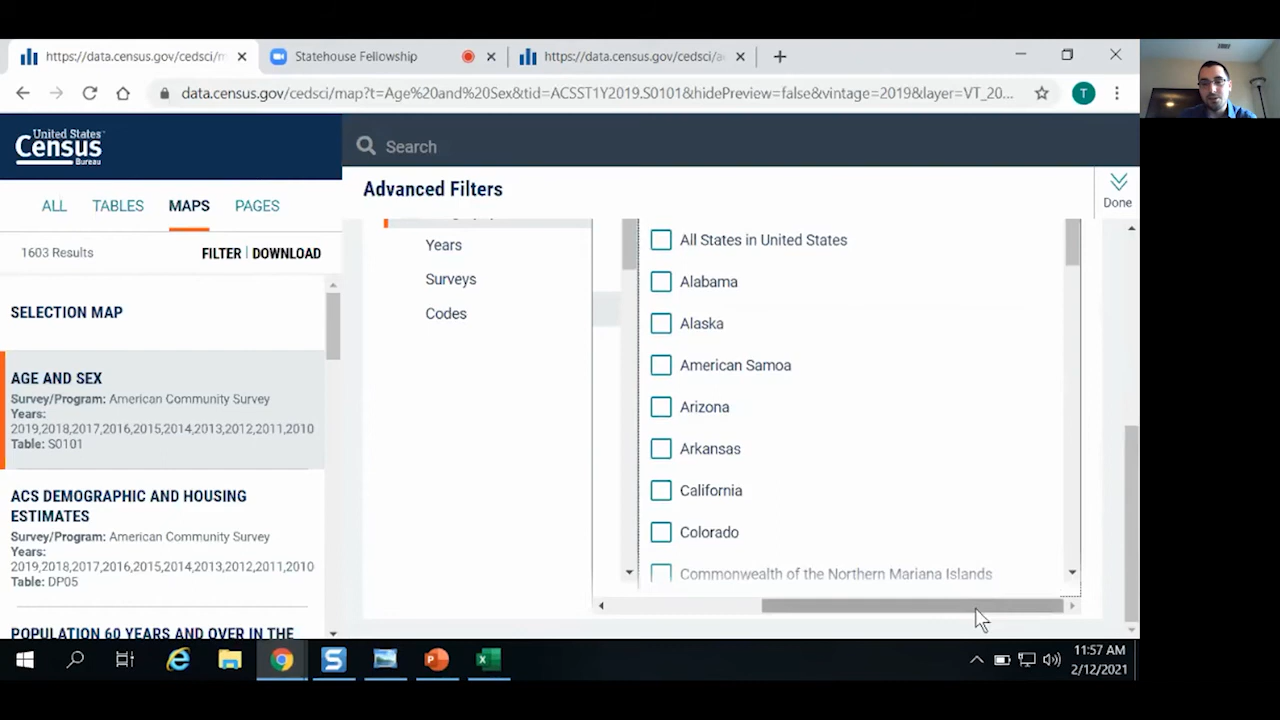 https://data.census.gov/cedsci/m
Statehouse Fellowship
https://data.census.gov/cedsci/a
data.census.gov/cedsci/map?t=Age%20and%20Sex&tid=ACSST1Y2019.S0101&hidePreview=false&vintage=2019&layer=VT_20...
T
United States
Census
Bureau
Search
ALL
TABLES
MAPS
PAGES
1603 Results
FILTER | DOWNLOAD
SELECTION MAP
AGE AND SEX
Survey/Program: American Community Survey
Years:
2019,2018,2017,2016,2015,2014,2013,2012,2011,2010
Table: S0101
ACS DEMOGRAPHIC AND HOUSING
ESTIMATES
Survey/Program: American Community Survey
Years:
2019,2018,2017,2016,2015,2014,2013,2012,2011,2010
Table: DP05
POPULATION 60 YEARS AND OVER IN THE
Advanced Filters
Done
Years
Surveys
Codes
All States in United States
Alabama
Alaska
American Samoa
Arizona
Arkansas
California
Colorado
Commonwealth of the Northern Mariana Islands
11:57 AM
2/12/2021